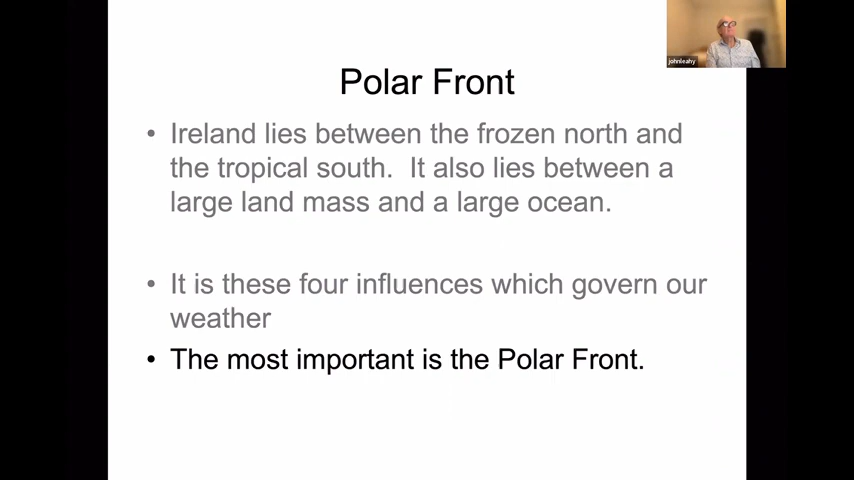 johnleahy
Polar Front
• Ireland lies between the frozen north and
the tropical south.  It also lies between a
large land mass and a large ocean.
• It is these four influences which govern our
weather
• The most important is the Polar Front.